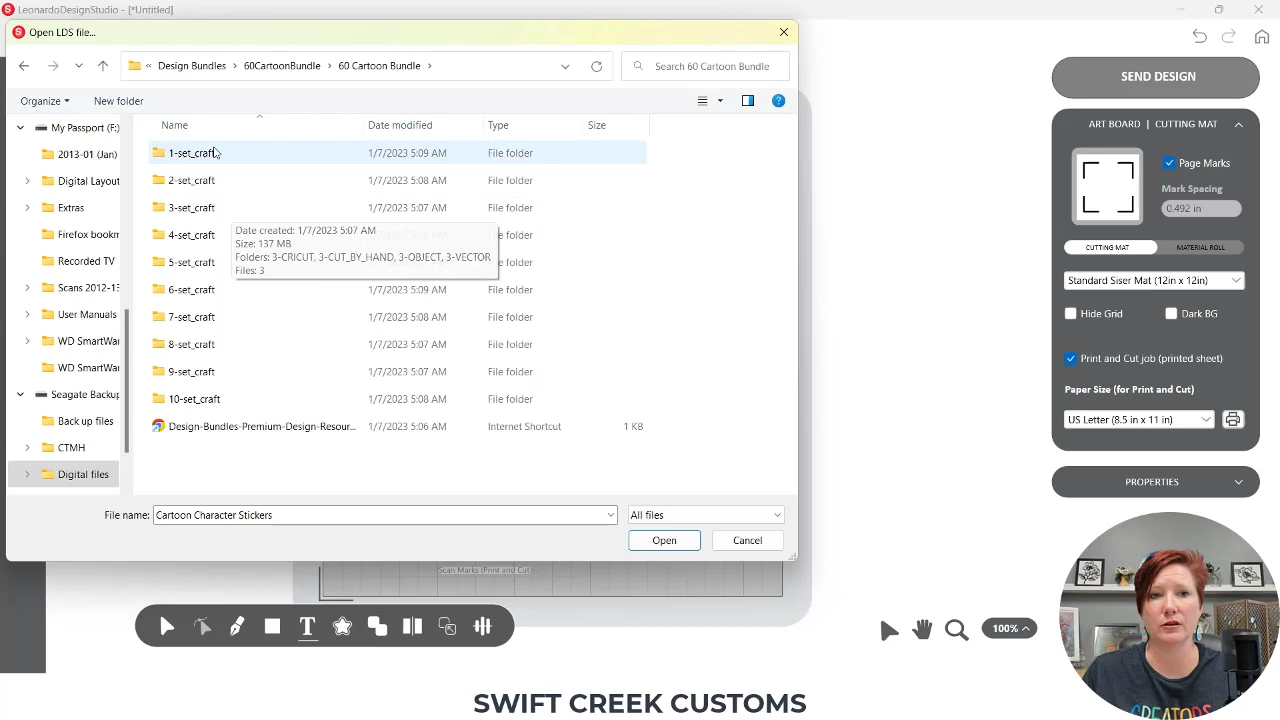 LeonardoDesignStudio - [*Untitled]
Open LDS file...
« Design Bundles › 60CartoonBundle › 60 Cartoon Bundle ›
Search 60 Cartoon Bundle
Organize
New folder
Name
Date modified
Type
Size
My Passport (F:)
2013-01 (Jan)
Digital Layout
Extras
Firefox bookm
Recorded TV
Scans 2012-13
User Manuals
WD SmartWar
WD SmartWar
Seagate Backup
Back up files
CTMH
Digital files
1-set_craft 1/7/2023 5:09 AM File folder
2-set_craft 1/7/2023 5:08 AM File folder
3-set_craft 1/7/2023 5:07 AM File folder
4-set_craft
5-set_craft
6-set_craft 1/7/2023 5:09 AM File folder
7-set_craft 1/7/2023 5:07 AM File folder
8-set_craft 1/7/2023 5:07 AM File folder
9-set_craft 1/7/2023 5:07 AM File folder
10-set_craft 1/7/2023 5:08 AM File folder
Design-Bundles-Premium-Design-Resour... 1/7/2023 5:06 AM Internet Shortcut 1 KB
Date created: 1/7/2023 5:07 AM
Size: 137 MB
Folders: 3-CRICUT, 3-CUT_BY_HAND, 3-OBJECT, 3-VECTOR
Files: 3
File folder
File folder
File name: Cartoon Character Stickers
All files
Open
Cancel
Scan Marks (Print and Cut
SEND DESIGN
ART BOARD | CUTTING MAT
Page Marks
Mark Spacing
0.492 in
CUTTING MAT
MATERIAL ROLL
Standard Siser Mat (12in x 12in)
Hide Grid
Dark BG
Print and Cut job (printed sheet)
Paper Size (for Print and Cut)
US Letter (8.5 in x 11 in)
PROPERTIES
T
100%
CREATORS
SWIFT CREEK CUSTOMS